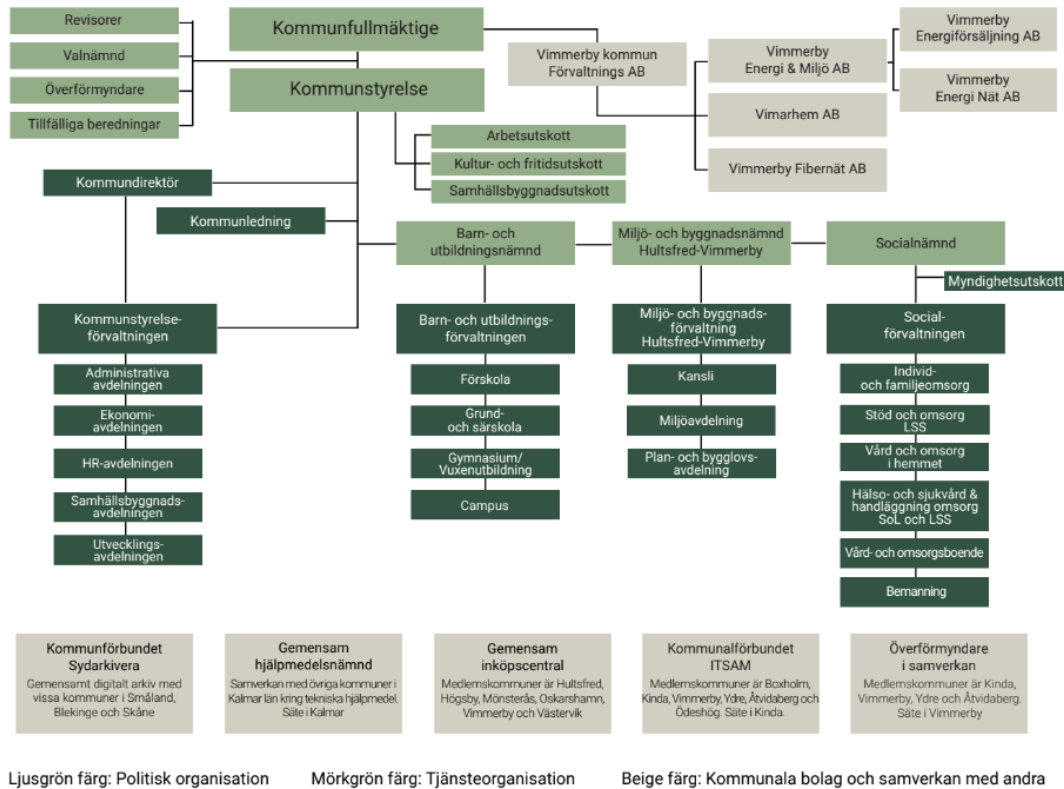 Revisorer
Valnämnd
Överförmyndare
Tillfälliga beredningar
Kommunfullmäktige
Kommunstyrelse
Vimmerby kommun
Förvaltnings AB
Vimmerby
Energi & Miljö AB
Vimarhem AB
Vimmerby Fibernät AB
Vimmerby
Energiförsäljning AB
Vimmerby
Energi Nät AB
Arbetsutskott
Kultur- och fritidsutskott
Samhällsbyggnadsutskott
Kommundirektör
Kommunledning
Barn- och
utbildningsnämnd
Miljö- och byggnadsnämnd
Hultsfred-Vimmerby
Socialnämnd
Myndighetsutskott
Kommunstyrelse-
förvaltningen
Administrativa
avdelningen
Ekonomi-
avdelningen
HR-avdelningen
Samhällsbyggnads-
avdelningen
Utvecklings-
avdelningen
Barn- och utbildnings-
förvaltningen
Förskola
Grund-
och särskola
Gymnasium/
Vuxenutbildning
Campus
Miljö- och byggnads-
förvaltning
Hultsfred-Vimmerby
Kansli
Miljöavdelning
Plan- och bygglovs-
avdelning
Social-
förvaltningen
Individ-
och familjeomsorg
Stöd och omsorg
LSS
Vård och omsorg
i hemmet
Hälso- och sjukvård &
handläggning omsorg
SoL och LSS
Vård- och omsorgsboende
Bemanning
Kommunförbundet
Sydarkivera
Gemensamt digitalt arkiv med
vissa kommuner i Småland,
Blekinge och Skåne
Gemensam
hjälpmedelsnämnd
Samverkan med övriga kommuner i
Kalmar län kring tekniska hjälpmedel.
Säte i Kalmar
Gemensam
inköpscentral
Medlemskommuner är Hultsfred,
Högsby, Mönsterås, Oskarshamn,
Vimmerby och Västervik
Kommunalförbundet
ITSAM
Medlemskommuner är Boxholm,
Kinda, Vimmerby, Ydre, Åtvidaberg och
Ödeshög. Säte i Kinda.
Överförmyndare
i samverkan
Medlemskommuner är Kinda,
Vimmerby, Ydre och Åtvidaberg.
Säte i Vimmerby
Ljusgrön färg: Politisk organisation
Mörkgrön färg: Tjänsteorganisation
Beige färg: Kommunala bolag och samverkan med andra